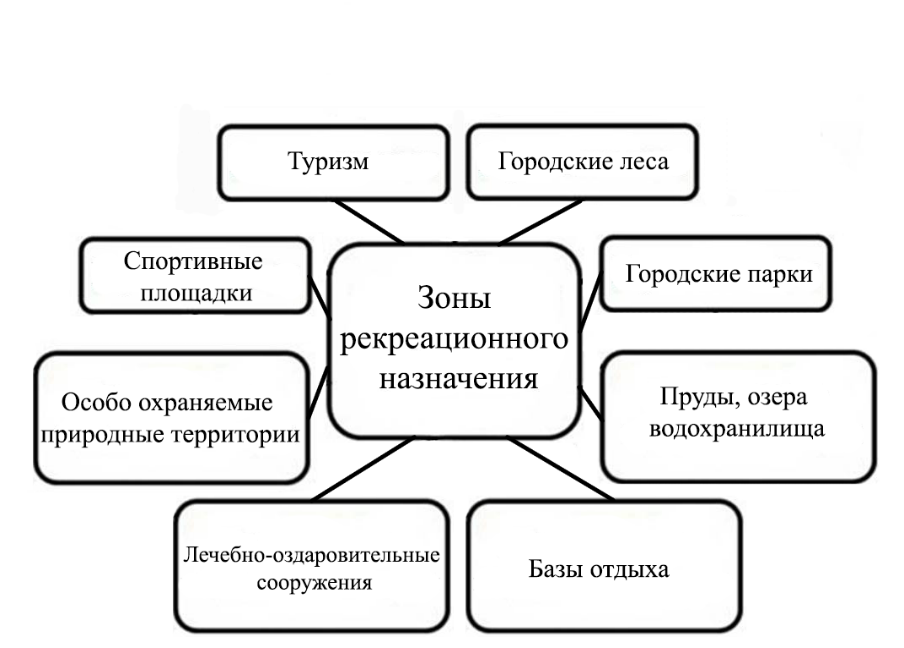 Туризм
Городские леса
Спортивные
площадки
Зоны
рекреационного
назначения
Городские парки
Особо охраняемые
природные территории
Пруды, озера
водохранилища
Лечебно-оздаровительные
сооружения
Базы отдыха